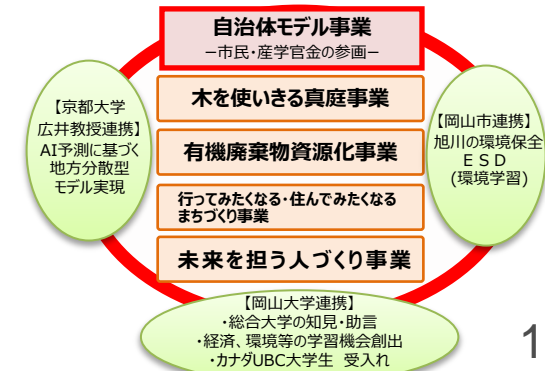 自治体モデル事業
−市民・産学官金の参画−
木を使いきる真庭事業
有機廃棄物資源化事業
行ってみたくなる・住んでみたくなる
まちづくり事業
未来を担う人づくり事業
【京都大学
広井教授連携】
AI予測に基づく
地方分散型
モデル実現
【岡山市連携】
旭川の環境保全
ESD
(環境学習)
【岡山大学連携】
・総合大学の知見・助言
・経済、環境等の学習機会創出
・カナダUBC大学生 受入れ
1